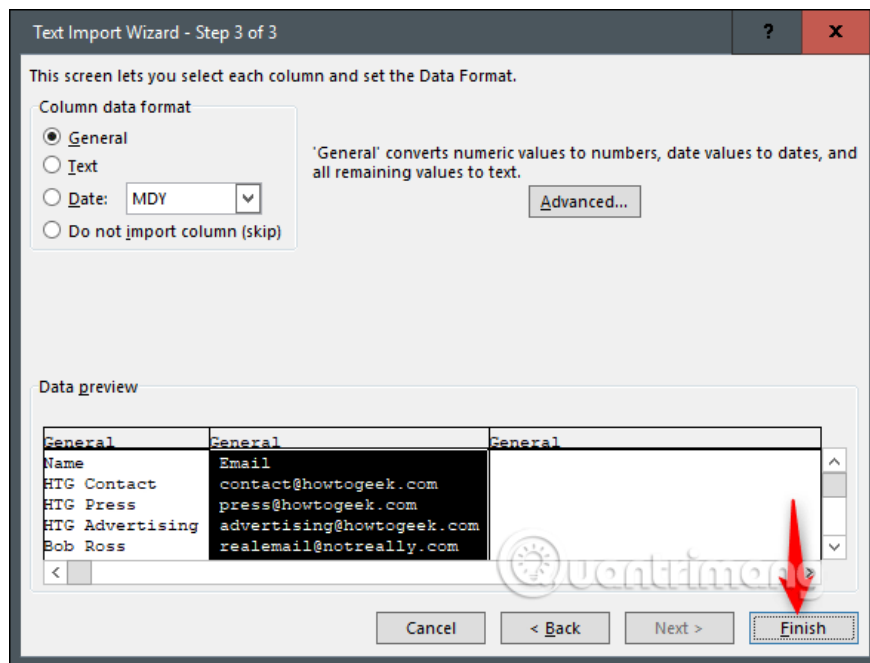 Text Import Wizard - Step 3 of 3
?
x
This screen lets you select each column and set the Data Format.
Column data format
General
Text
Date: MDY
Do not import column (skip)
'General' converts numeric values to numbers, date values to dates, and
all remaining values to text.
Advanced...
Data preview
General General General
Name Email
HTG Contact contact@howtogeek.com
HTG Press press@howtogeek.com
HTG Advertising advertising@howtogeek.com
Bob Ross realemail@notreally.com
Quantrimang
Cancel < Back Next > Finish